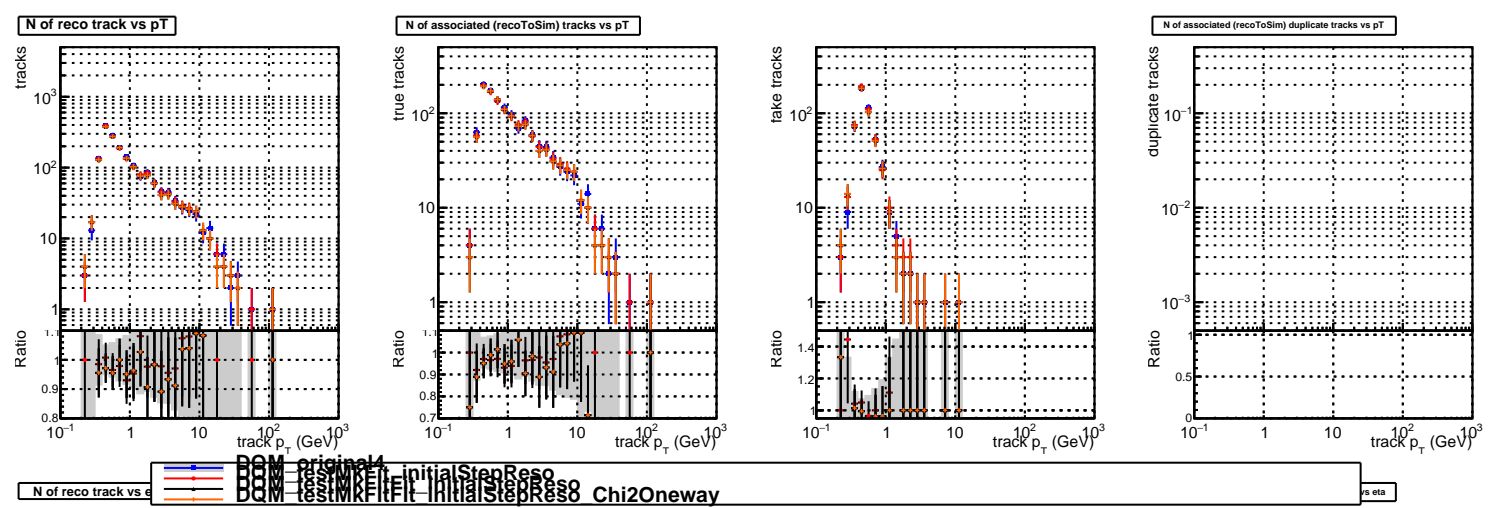 N of reco track vs pT
N of associated (recoToSim) tracks vs pT
N of associated (recoToSim) duplicate tracks vs pT
tracks
10³
10²
10
1
Ratio
1.1
1
0.9
0.8
10⁻¹ 1 10 10² 10³
track p_T (GeV)
true tracks
10²
10
1
Ratio
1.1
1
0.9
0.8
0.7
10⁻¹ 1 10 10² 10³
track p_T (GeV)
fake tracks
10²
10
1
Ratio
1.4
1.2
1
10⁻¹ 1 10 10² 10³
track p_T (GeV)
duplicate tracks
10⁻¹
10⁻²
10⁻³
Ratio
1
0.5
0
10⁻¹ 1 10 10² 10³
track p_T (GeV)
DQM_original4
DQM_testMkFit_initialStepReso
DQM_testMkFitFit_initialStepReso
DQM_testMkFitFit_initialStepReso_Chi2Oneway
N of reco track vs e
vs eta